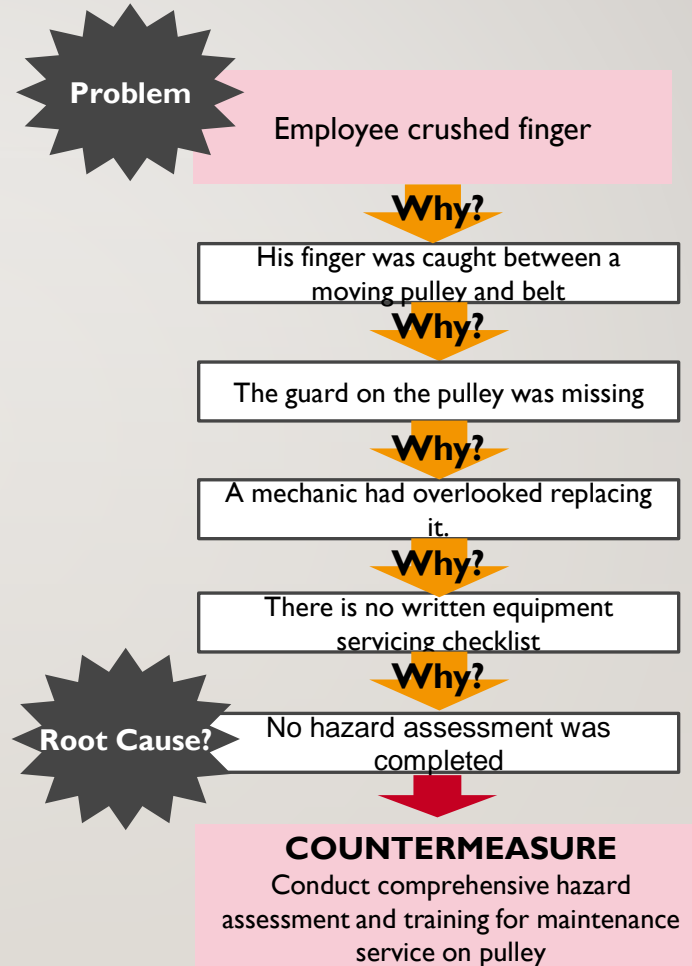 Problem
Employee crushed finger
Why?
His finger was caught between a
moving pulley and belt
Why?
The guard on the pulley was missing
Why?
A mechanic had overlooked replacing
it.
Why?
There is no written equipment
servicing checklist
Why?
Root Cause?
No hazard assessment was
completed
COUNTERMEASURE
Conduct comprehensive hazard
assessment and training for maintenance
service on pulley